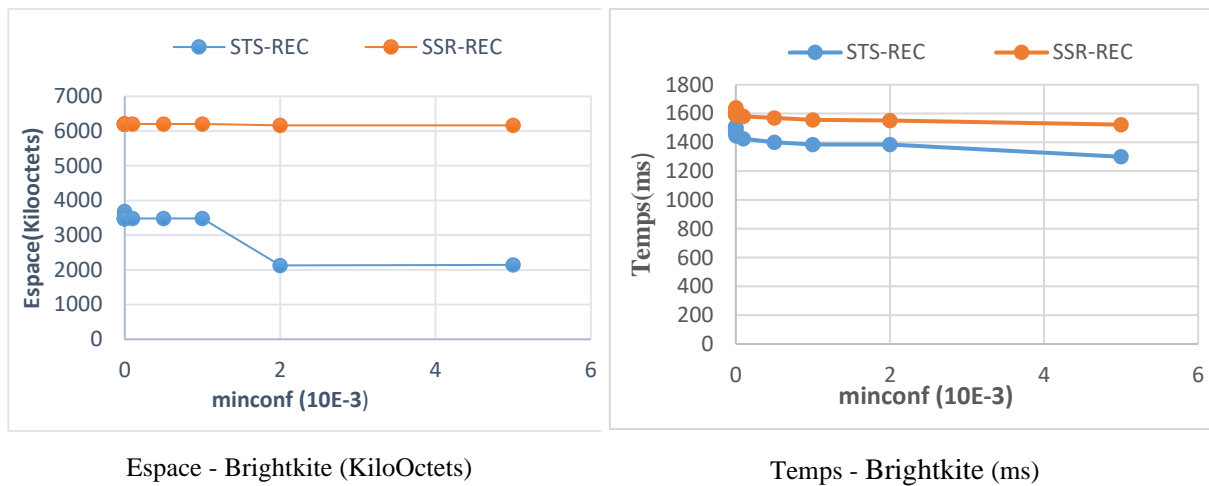 STS-REC SSR-REC
Espace(Kilooctets)
7000
6000
5000
4000
3000
2000
1000
0
0 2 4 6
minconf (10E-3)
Espace - Brightkite (KiloOctets)
STS-REC SSR-REC
Temps(ms)
1800
1600
1400
1200
1000
800
600
400
200
0
0 2 4 6
minconf (10E-3)
Temps - Brightkite (ms)